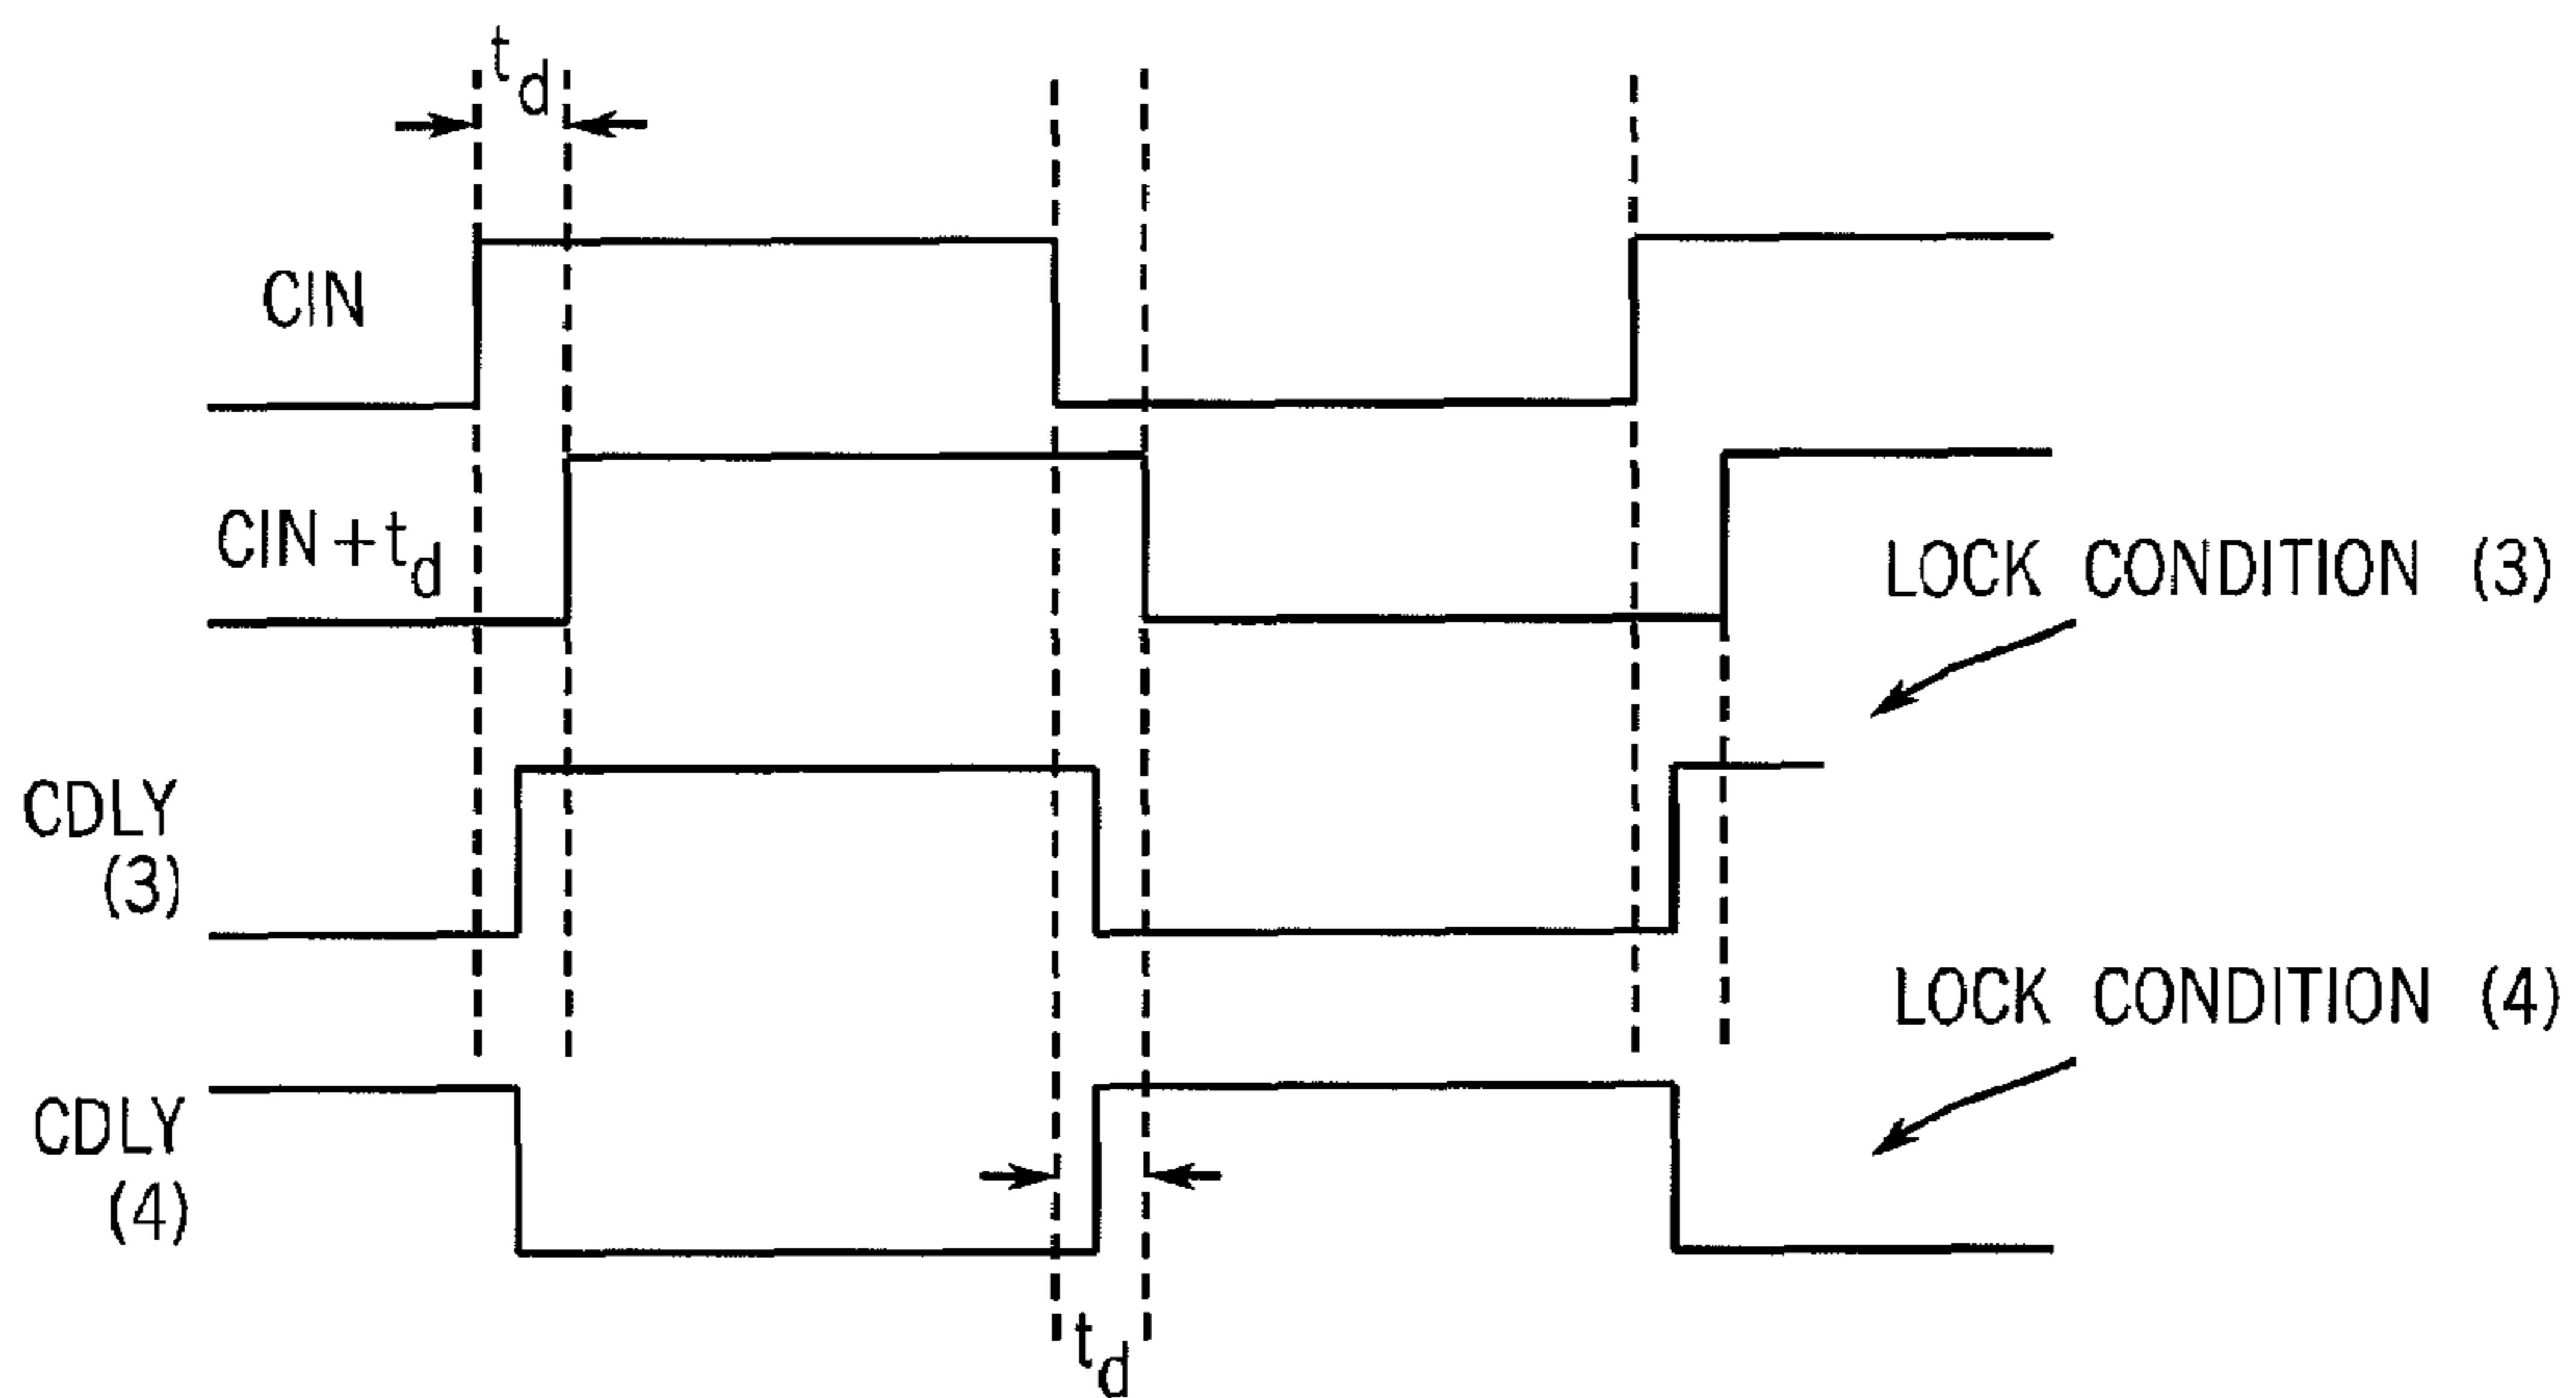 td
CIN
CIN+td
LOCK CONDITION (3)
CDLY
(3)
LOCK CONDITION (4)
CDLY
(4)
td